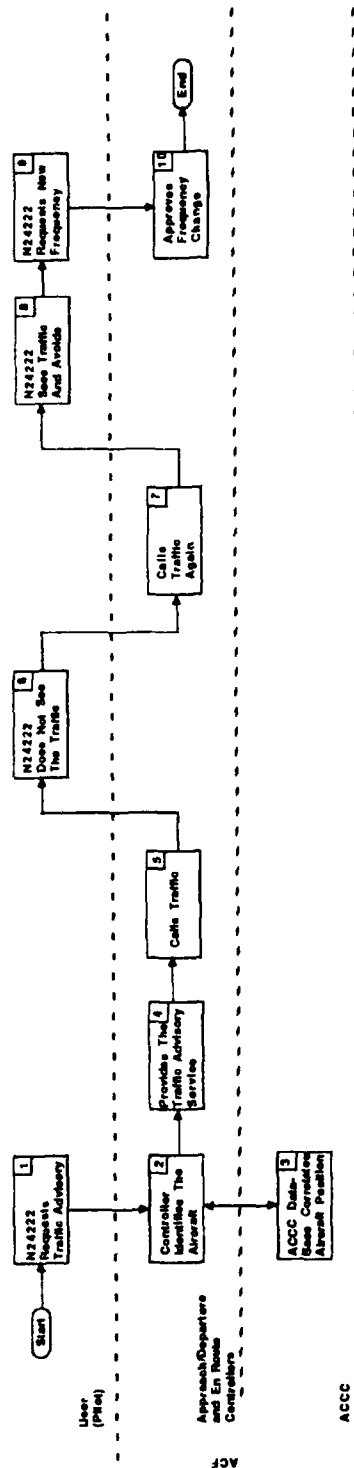 Start
1
N24222
Requests
Traffic Advisory
6
N24222
Does Not See
The Traffic
8
N24222
Sees Traffic
And Avoids
9
N24222
Requests New
Frequency
User
(Pilot)
2
Controller
Identifies The
Aircraft
4
Provides The
Traffic Advisory
Service
5
Calls Traffic
7
Calls
Traffic
Again
10
Approves
Frequency
Change
End
Approach/Departure
and En Route
Controllers
ACF
3
ACCC Data-
Base Correlates
Aircraft Position
ACCC